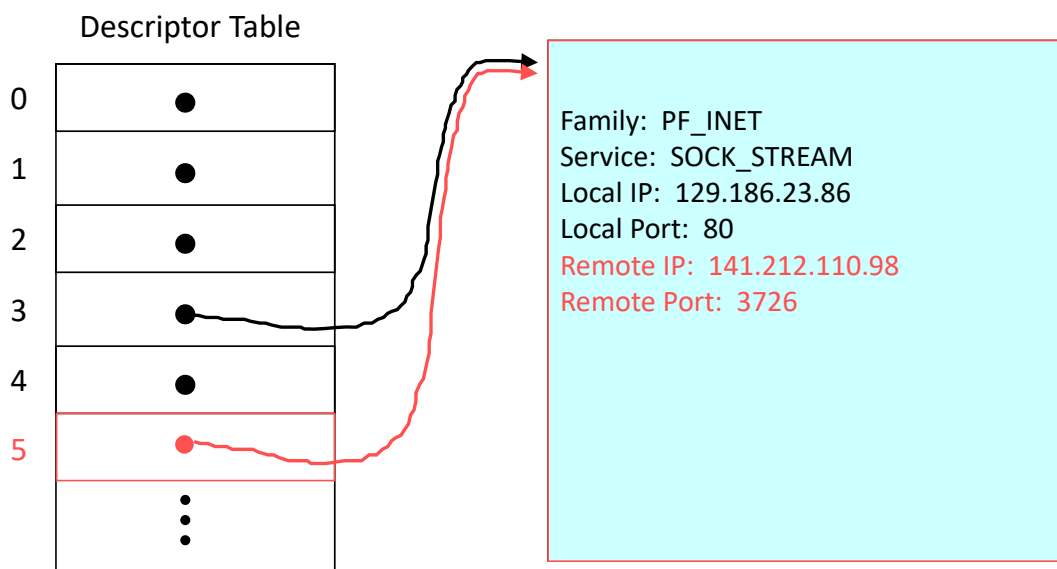 Descriptor Table
0
1
2
3
4
5
Family: PF_INET
Service: SOCK_STREAM
Local IP: 129.186.23.86
Local Port: 80
Remote IP: 141.212.110.98
Remote Port: 3726